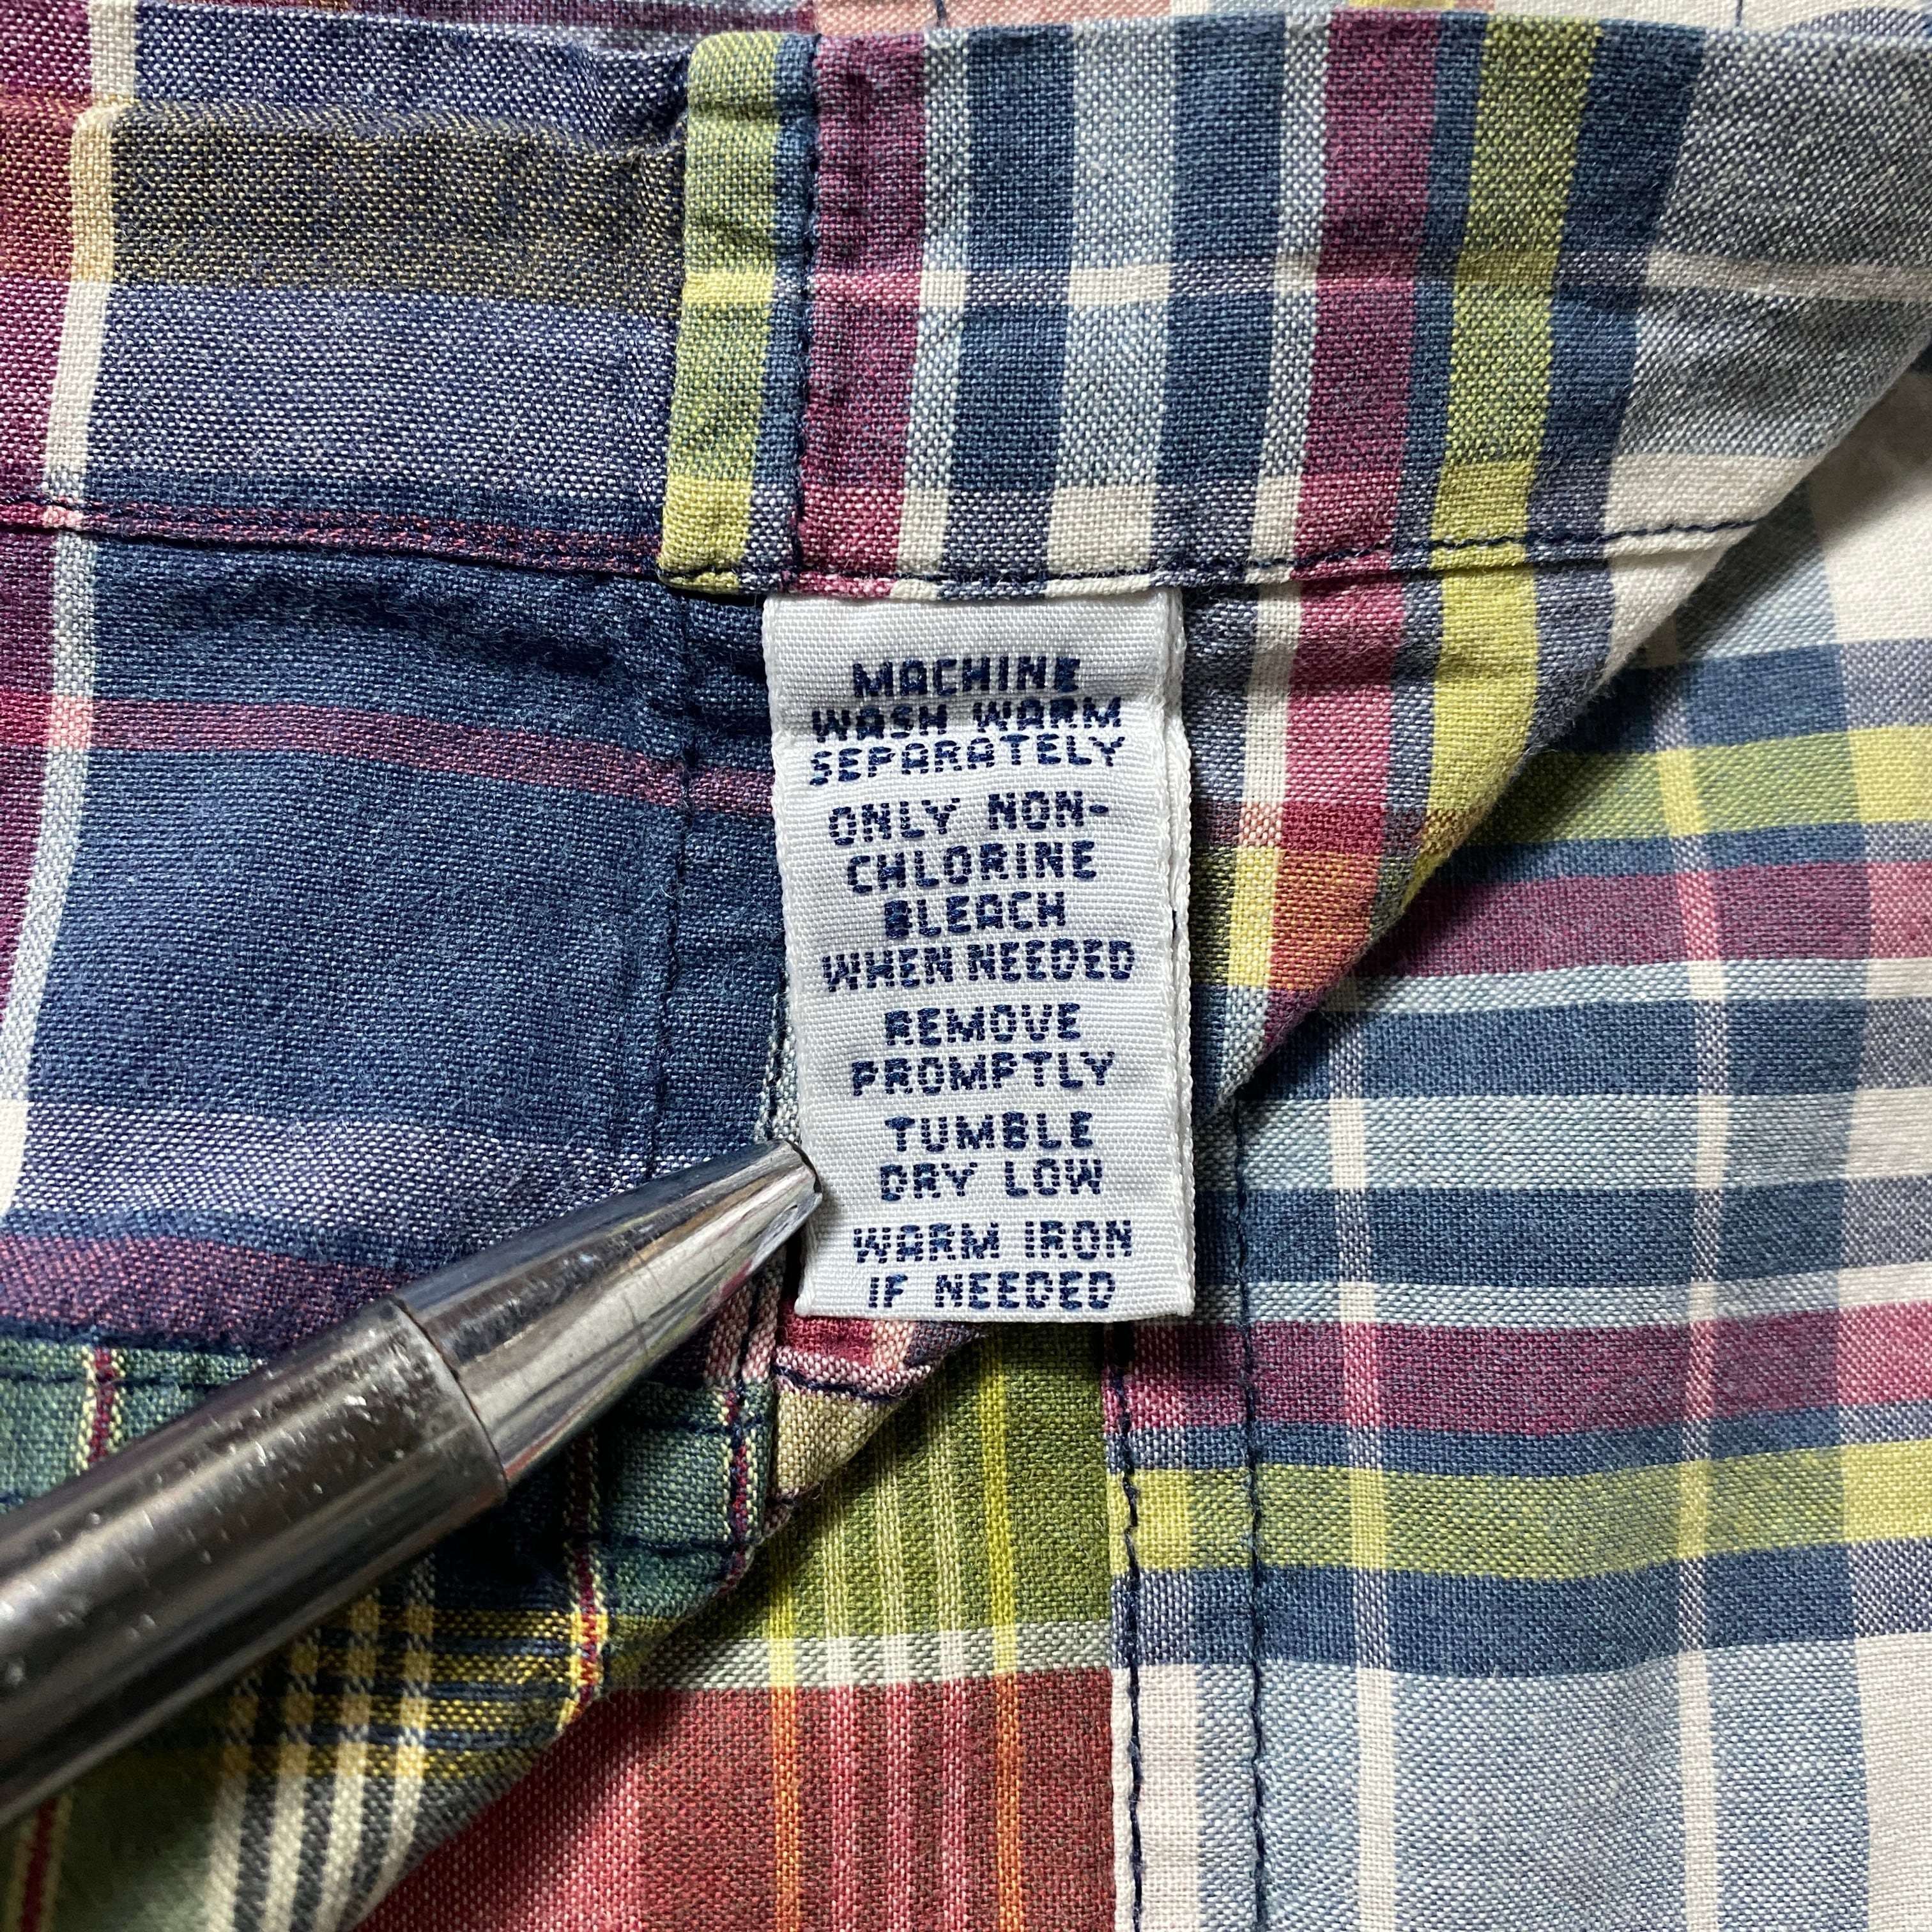 MACHINE
WASH WARM
SEPARATELY
ONLY NON-
CHLORINE
BLEACH
WHEN NEEDED
REMOVE
PROMPTLY
TUMBLE
DRY LOW
WARM IRON
IF NEEDED